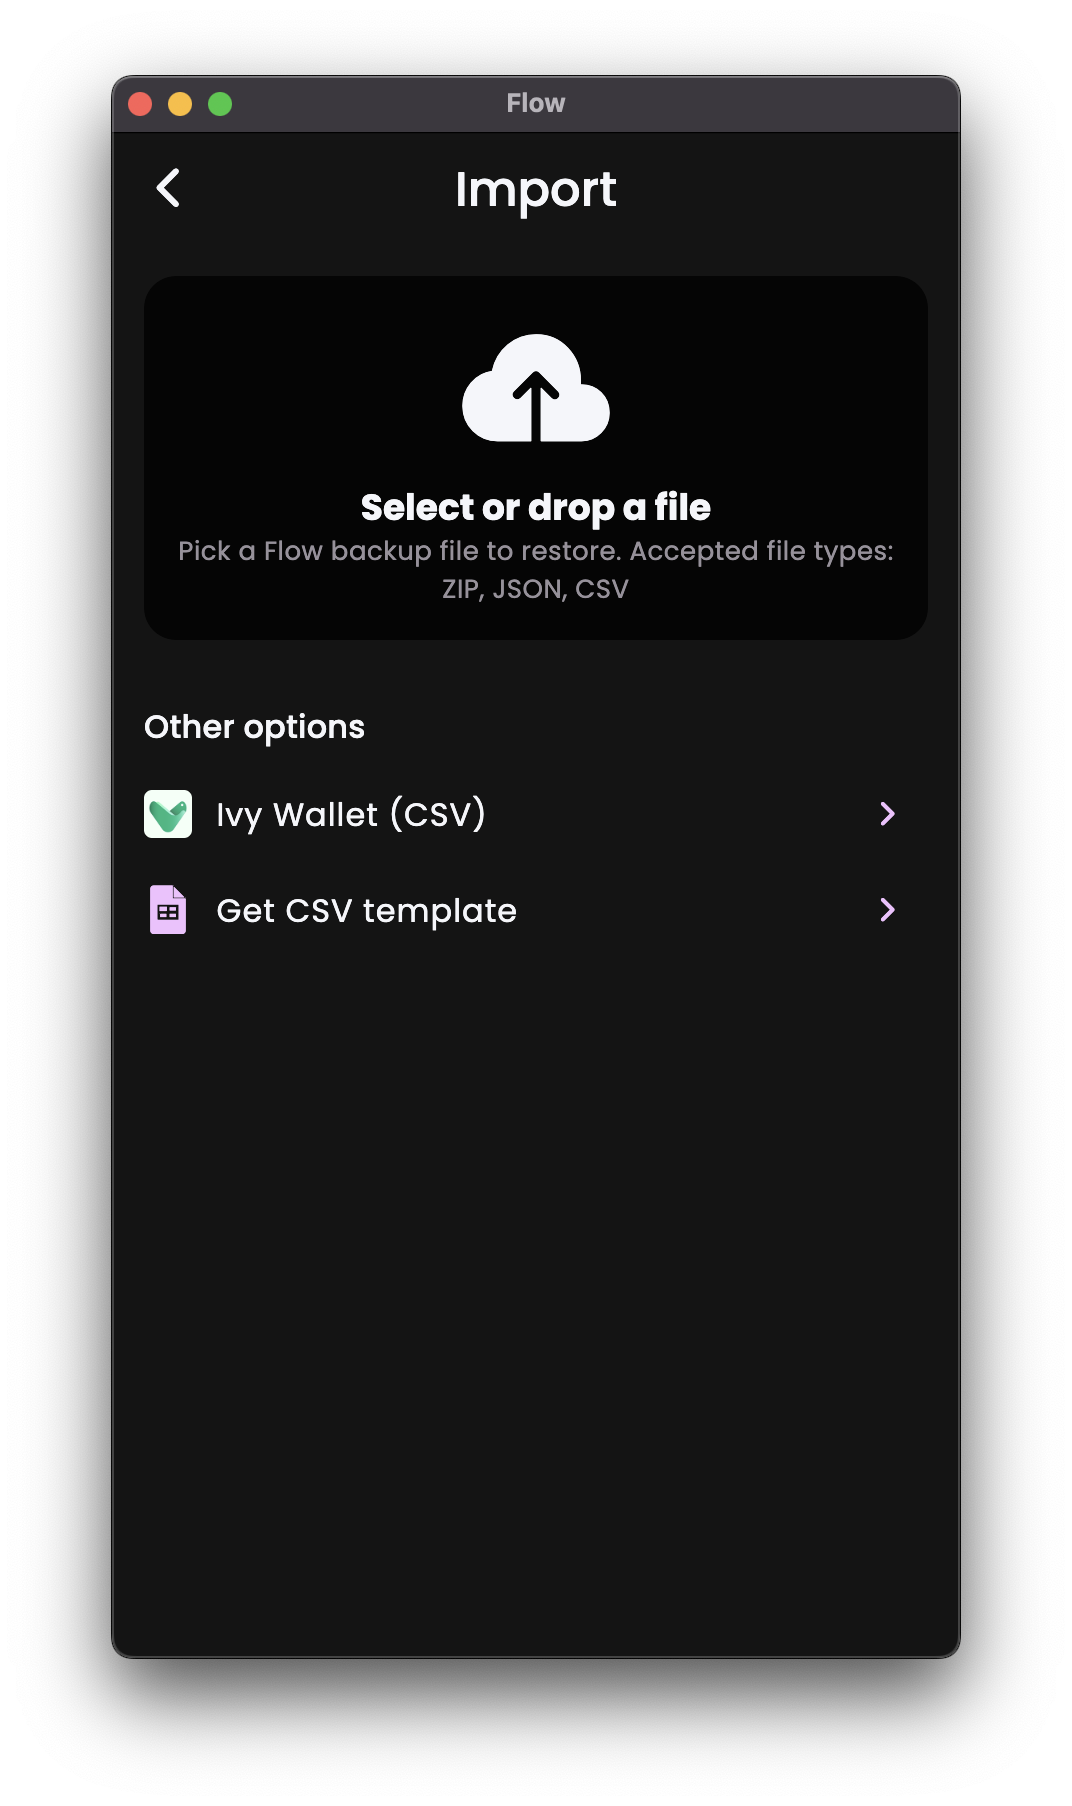 Flow
Import
Select or drop a file
Pick a Flow backup file to restore. Accepted file types:
ZIP, JSON, CSV
Other options
Ivy Wallet (CSV)
Get CSV template